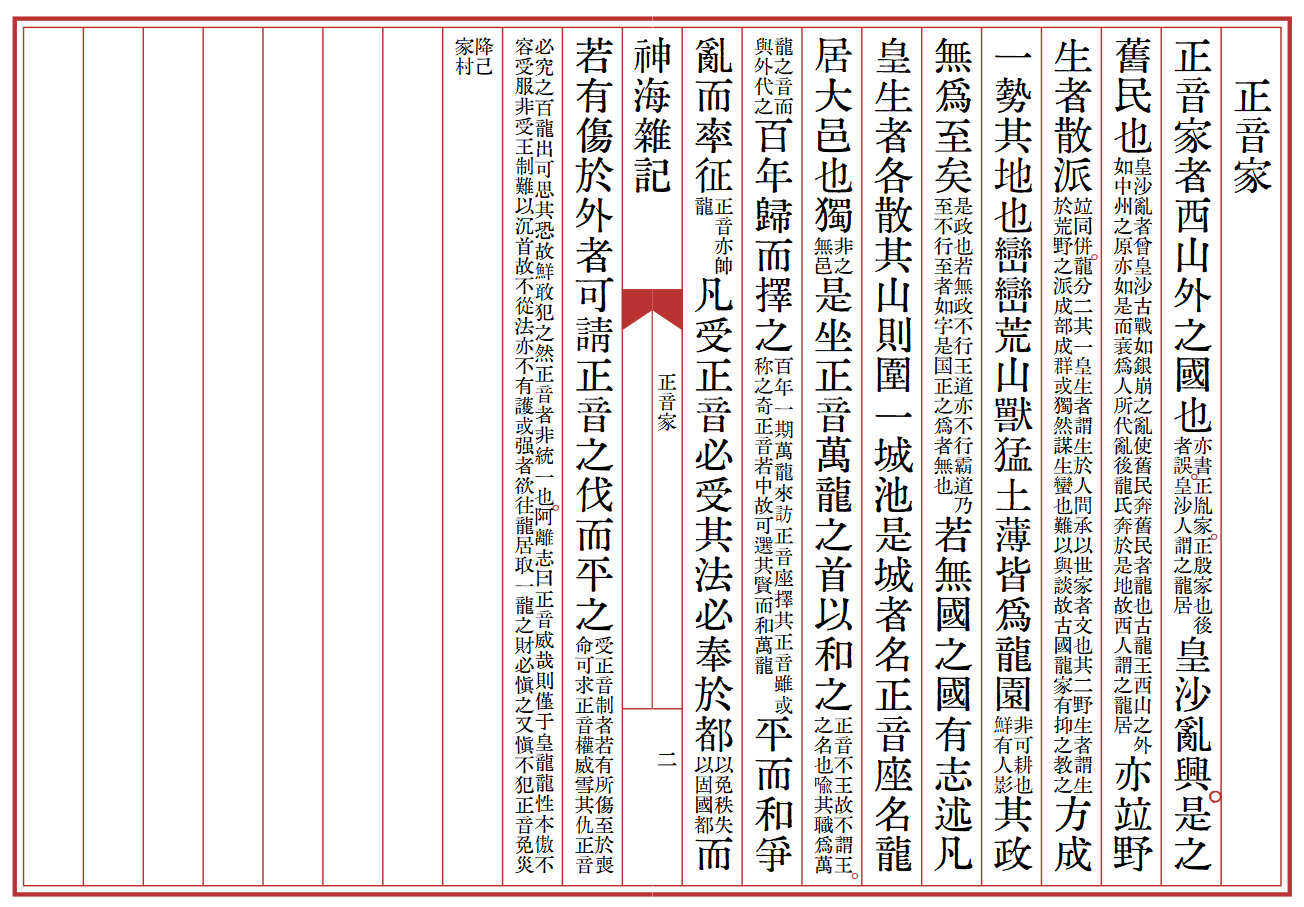 正音家
正音家者西山外之國也亦書正胤家。正殷家也後者誤。皇沙人謂之龍居皇沙亂興。是之
舊民也皇沙亂者曾皇沙古戰如銀崩之亂使舊民奔舊民者龍也古龍王西山之外如中州之原亦如是而衰爲人所代亂後龍氏奔於是地故西人謂之龍居亦竝野
生者散派竝同併。龍分二其一皇生者謂生於人間承以世家者文也其二野生者謂生於荒野之派成部成群或獨然謀生蠻也難以與談故古國龍家有抑之教之方成
一勢其地也巒巒荒山獸猛土薄皆爲龍園非可耕也鮮有人影其政
無爲至矣是政也若無政不行王道亦不行霸道乃至不行至者如字是国正之爲者無也若無國之國有志述凡
皇生者各散其山則圍一城池是城者名正音座名龍
居大邑也獨非之無邑是坐正音萬龍之首以和之正音不王故不謂王。之名也喩其職爲萬
龍之音而與外代之百年歸而擇之百年一期萬龍來訪正音座擇其正音雖或称之奇正音若中故可選其賢而和萬龍平而和爭
亂而率征正音亦帥龍凡受正音必受其法必奉於都以免秩失以固國都而
神海雜記
正音家
二
若有傷於外者可請正音之伐而平之受正音制者若有所傷至於喪命可求正音權威雪其仇正音
必究之百龍出可思其恐故鮮敢犯之然正音者非統一也。阿離志曰正音威哉則僅于皇龍龍性本傲不容受服非受王制難以沉首故不從法亦不有護或强者欲往龍居取一龍之財必愼之又愼不犯正音免災
降己家村